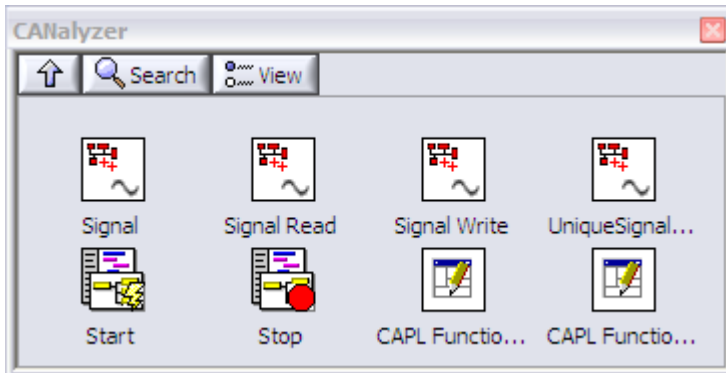 CANalyzer
Search View
Signal Signal Read Signal Write UniqueSignal...
Start Stop CAPL Functio... CAPL Functio...